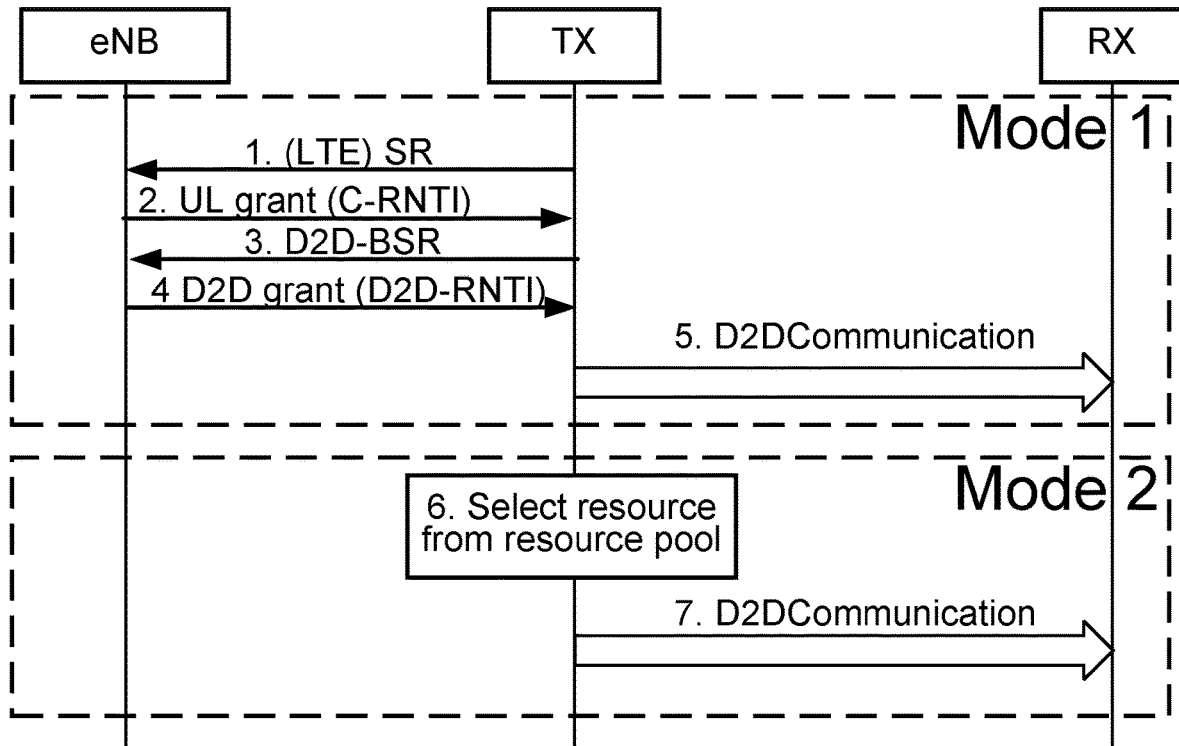 eNB
TX
RX
Mode 1
1. (LTE) SR
2. UL grant (C-RNTI)
3. D2D-BSR
4 D2D grant (D2D-RNTI)
5. D2DCommunication
Mode 2
6. Select resource
from resource pool
7. D2DCommunication